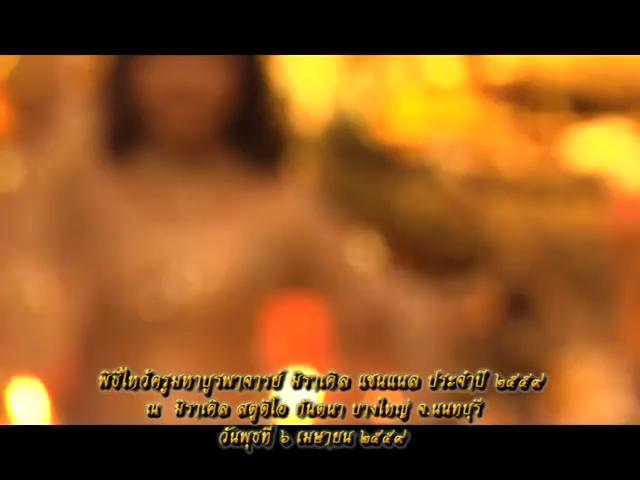 พิธีไหว้ครูมหาบูรพาจารย์ มิราเคิล แชนแนล ประจำปี ๒๕๕๙
ณ มิราเคิล สตูดิโอ กันตนา บางใหญ่ จ.นนทบุรี
วันพุธที่ ๖ เมษายน ๒๕๕๙